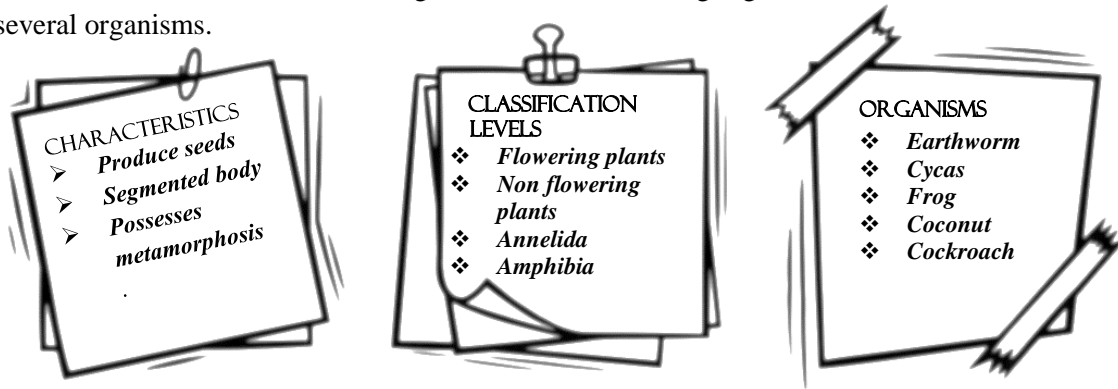 several organisms.
CHARACTERISTICS
➢ Produce seeds
➢ Segmented body
➢ Possesses
metamorphosis
.
CLASSIFICATION
LEVELS
❖ Flowering plants
❖ Non flowering
plants
❖ Annelida
❖ Amphibia
ORGANISMS
❖ Earthworm
❖ Cycas
❖ Frog
❖ Coconut
❖ Cockroach